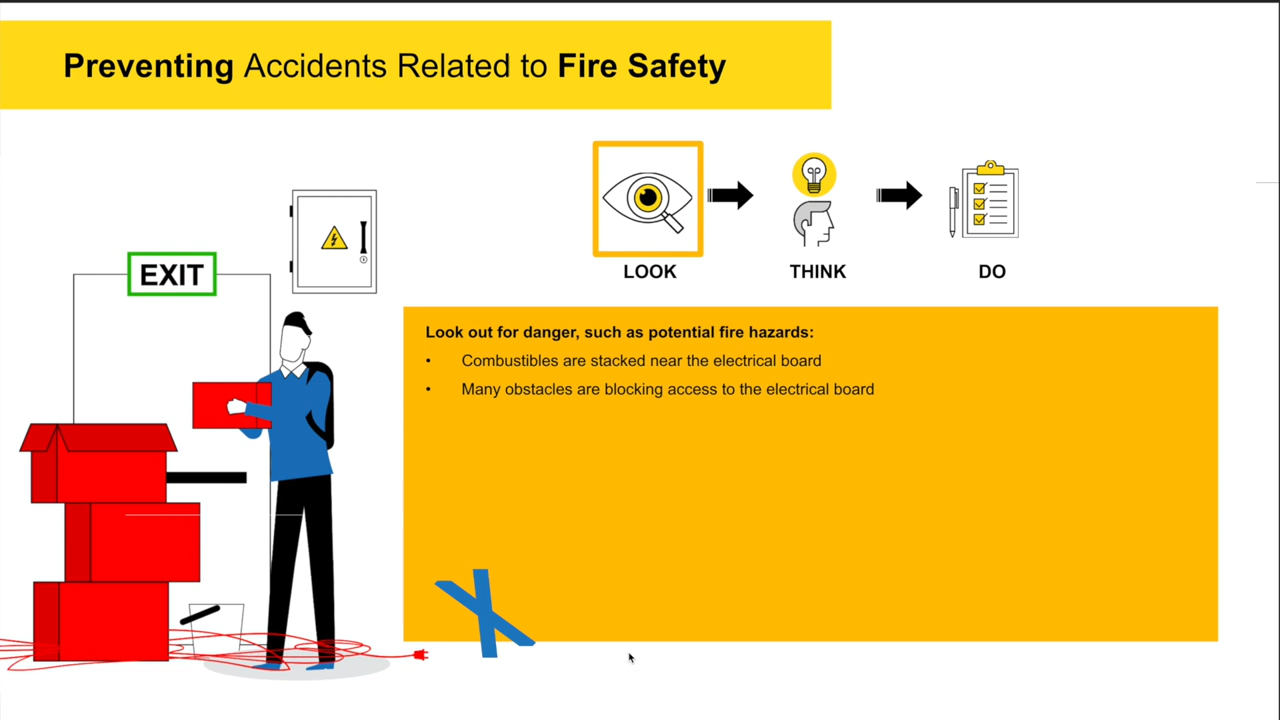 Preventing Accidents Related to Fire Safety
LOOK
THINK
DO
EXIT
Look out for danger, such as potential fire hazards:
• Combustibles are stacked near the electrical board
• Many obstacles are blocking access to the electrical board